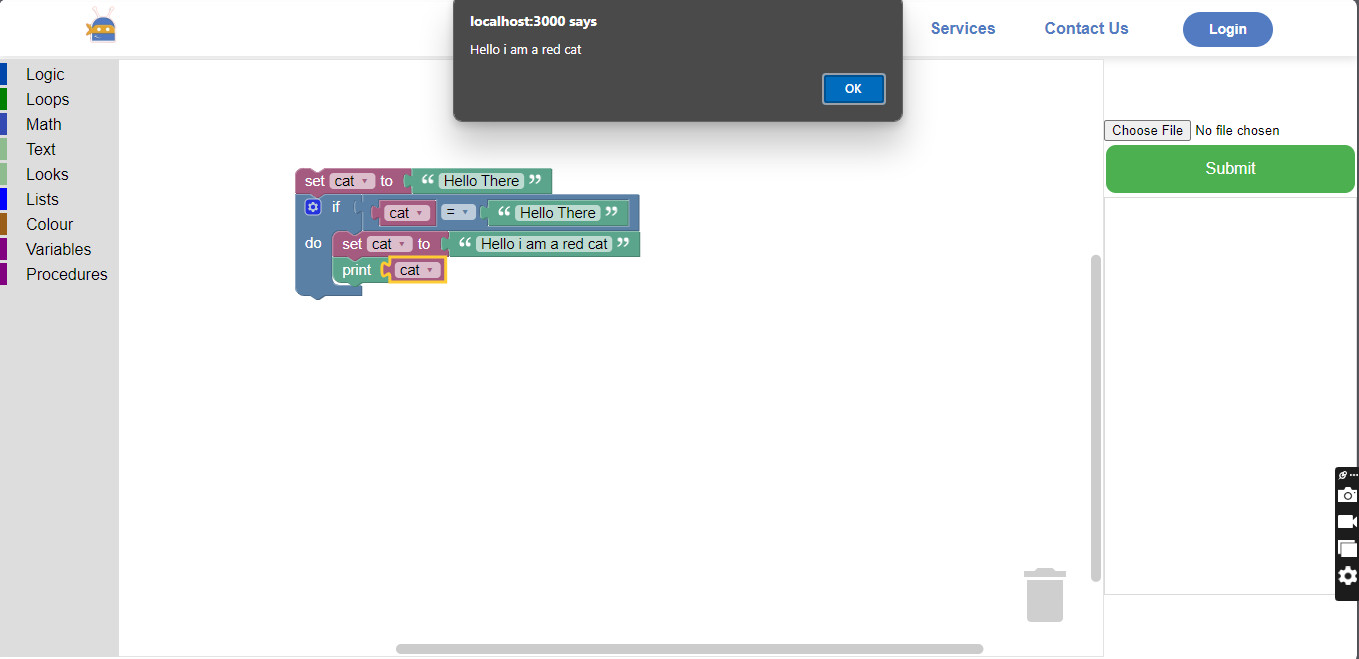 localhost:3000 says
Hello i am a red cat
OK
Services
Contact Us
Login
Logic
Loops
Math
Text
Looks
Lists
Colour
Variables
Procedures
set cat to “ Hello There ”
if cat = “ Hello There ”
do set cat to “ Hello i am a red cat ”
print cat
Choose File No file chosen
Submit